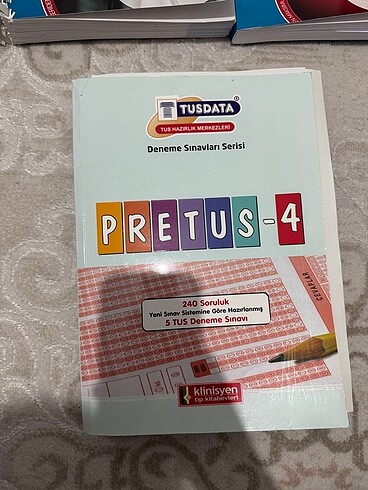 TUSDATA®
TUS HAZIRLIK MERKEZLERİ
Deneme Sınavları Serisi
PRETUS-4
CEVAPLAR
240 Soruluk
Yeni Sınav Sistemine Göre Hazırlanmış
5 TUS Deneme Sınavı
klinisyen
tıp kitabevleri